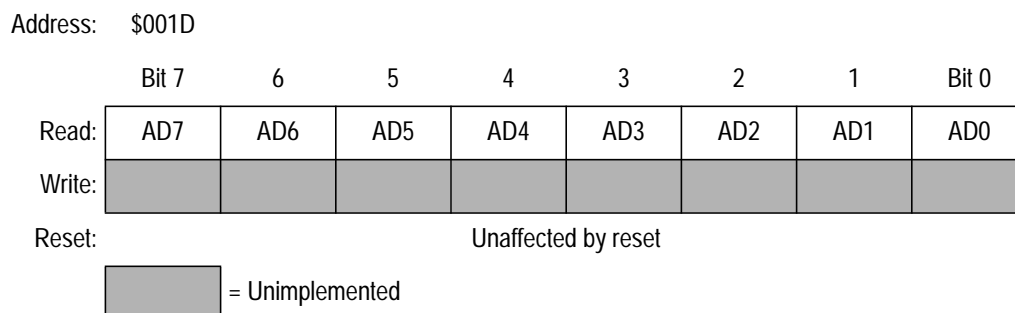 Address: $001D
Bit 7 6 5 4 3 2 1 Bit 0
Read: AD7 AD6 AD5 AD4 AD3 AD2 AD1 AD0
Write:
Reset: Unaffected by reset
= Unimplemented